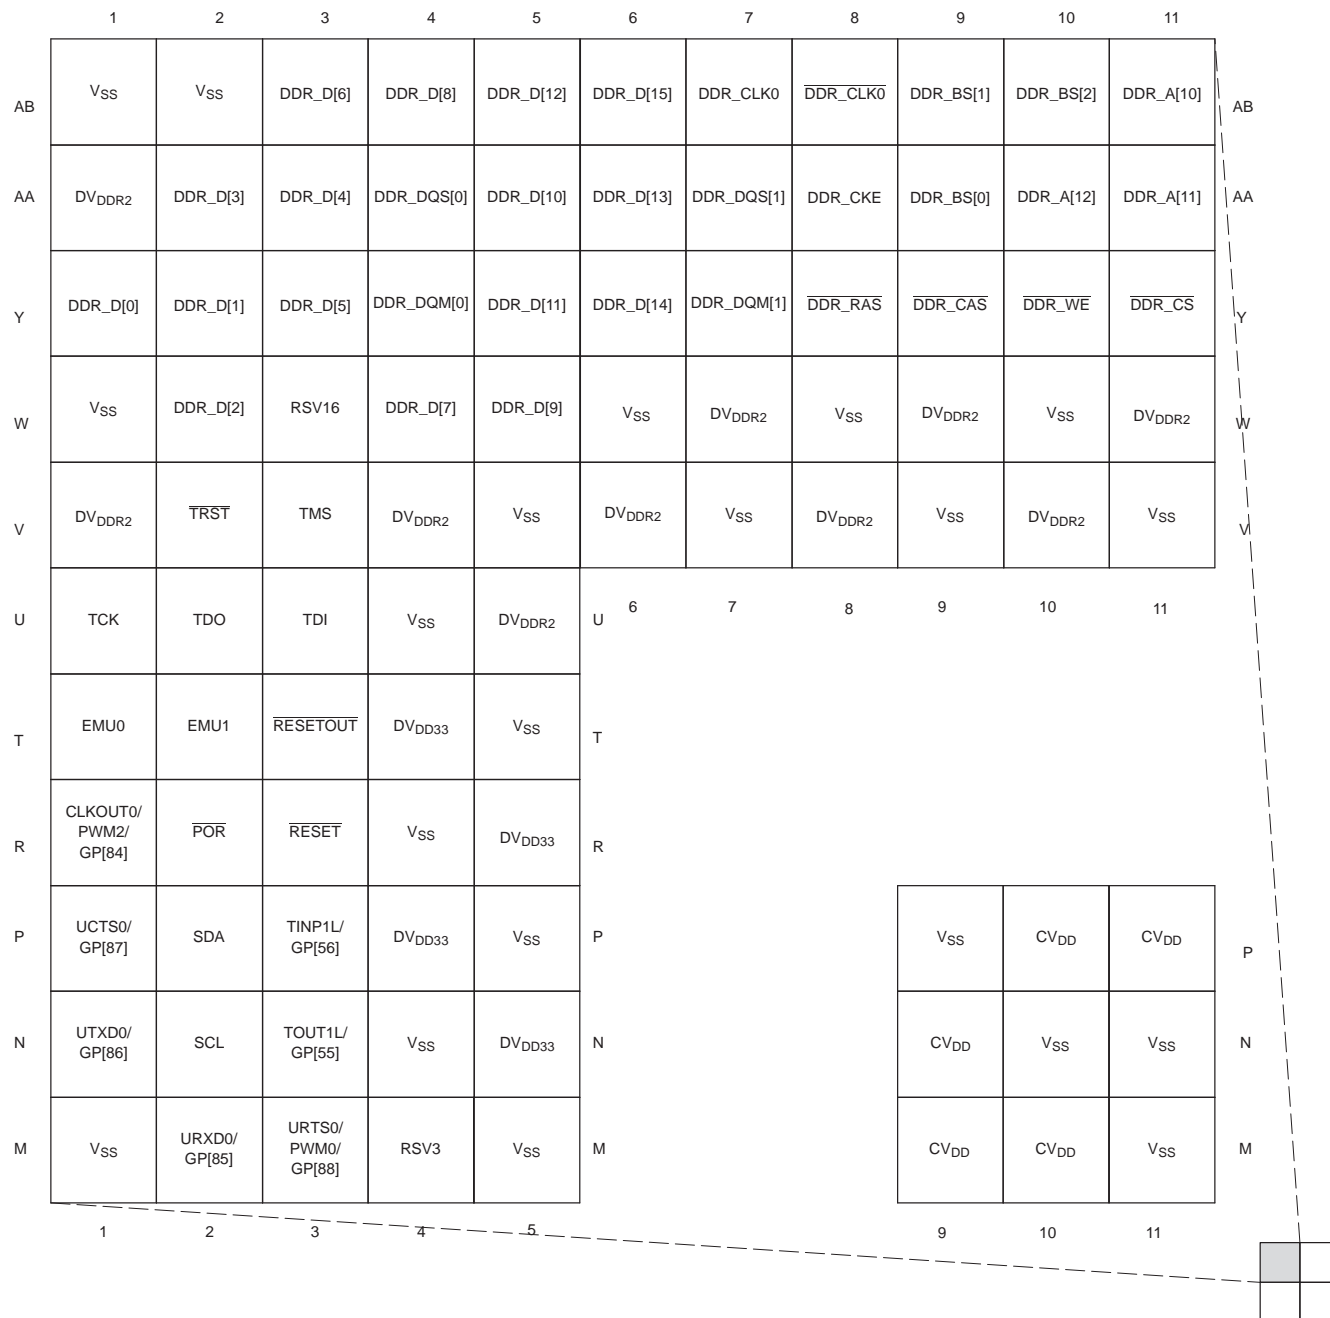 1 2 3 4 5 6 7 8 9 10 11
AB VSS VSS DDR_D[6] DDR_D[8] DDR_D[12] DDR_D[15] DDR_CLK0 DDR_CLK0 DDR_BS[1] DDR_BS[2] DDR_A[10] AB
AA DVDDR2 DDR_D[3] DDR_D[4] DDR_DQS[0] DDR_D[10] DDR_D[13] DDR_DQS[1] DDR_CKE DDR_BS[0] DDR_A[12] DDR_A[11] AA
Y DDR_D[0] DDR_D[1] DDR_D[5] DDR_DQM[0] DDR_D[11] DDR_D[14] DDR_DQM[1] DDR_RAS DDR_CAS DDR_WE DDR_CS Y
W VSS DDR_D[2] RSV16 DDR_D[7] DDR_D[9] VSS DVDDR2 VSS DVDDR2 VSS DVDDR2 W
V DVDDR2 TRST TMS DVDDR2 VSS DVDDR2 VSS DVDDR2 VSS DVDDR2 VSS V
6 7 8 9 10 11
U TCK TDO TDI VSS DVDDR2 U
T EMU0 EMU1 RESETOUT DVDD33 VSS T
R CLKOUT0/ PWM2/ GP[84] POR RESET VSS DVDD33 R
P UCTS0/ GP[87] SDA TINP1L/ GP[56] DVDD33 VSS P VSS CVDD CVDD P
N UTXD0/ GP[86] SCL TOUT1L/ GP[55] VSS DVDD33 N CVDD VSS VSS N
M VSS URXD0/ GP[85] URTS0/ PWM0/ GP[88] RSV3 VSS M CVDD CVDD VSS M
1 2 3 4 5 9 10 11